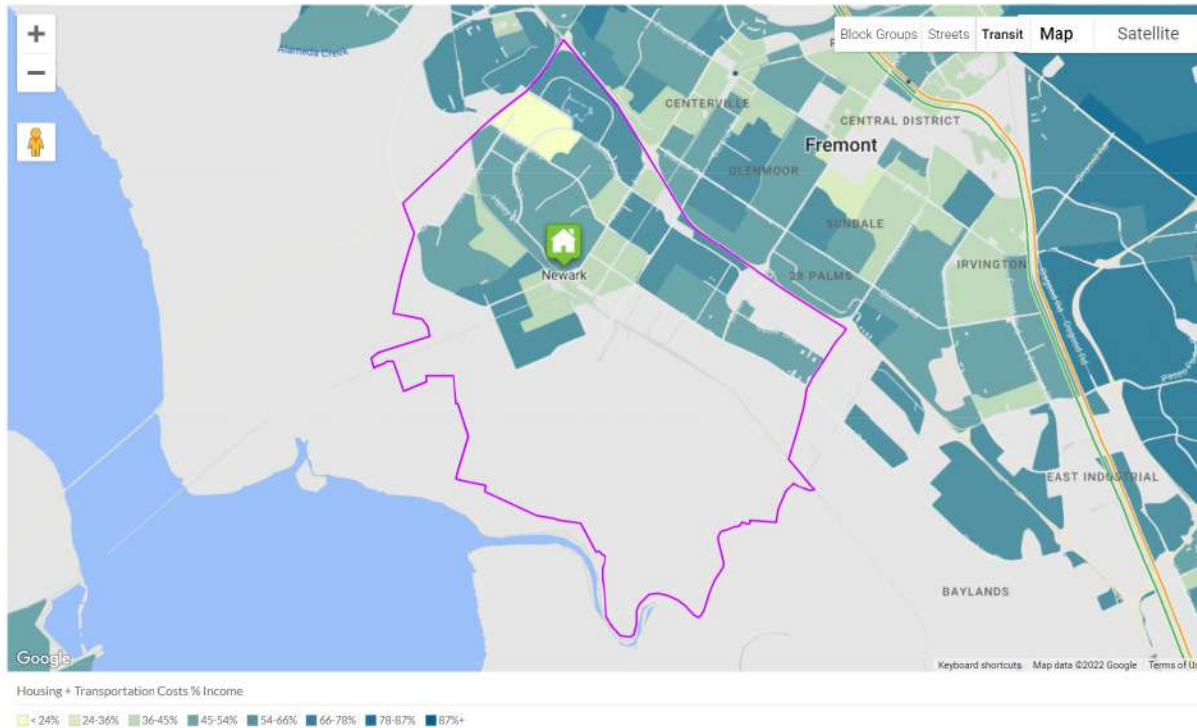 Block Groups Streets Transit Map Satellite
Alameda Creek
CENTERVILLE
CENTRAL DISTRICT
Fremont
GLENMOOR
SUNDALE
Newark
28 PALMS
IRVINGTON
EAST INDUSTRIAL
BAYLANDS
Google
Keyboard shortcuts Map data ©2022 Google Terms of Us
Housing + Transportation Costs % Income
< 24% 24-36% 36-45% 45-54% 54-66% 66-78% 78-87% 87%+